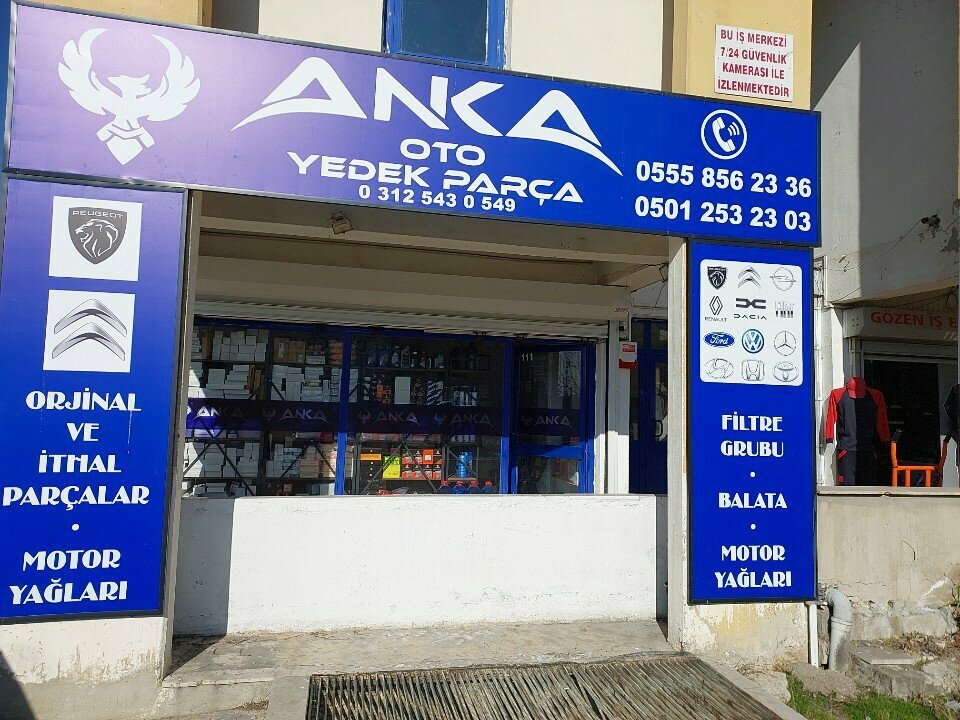 BU İŞ MERKEZİ
7/24 GÜVENLİK
KAMERASI İLE
İZLENMEKTEDİR
ANKA
OTO
YEDEK PARÇA
0 312 543 0 549
0555 856 23 36
0501 253 23 03
PEUGEOT
ORJİNAL
VE
İTHAL
PARÇALAR
•
MOTOR
YAĞLARI
ANKA
ANKA
ANKA
ANKA
ANKA
RENAULT
DACIA
FIAT
Ford
FİLTRE
GRUBU
•
BALATA
•
MOTOR
YAĞLARI
GÖZEN İŞ